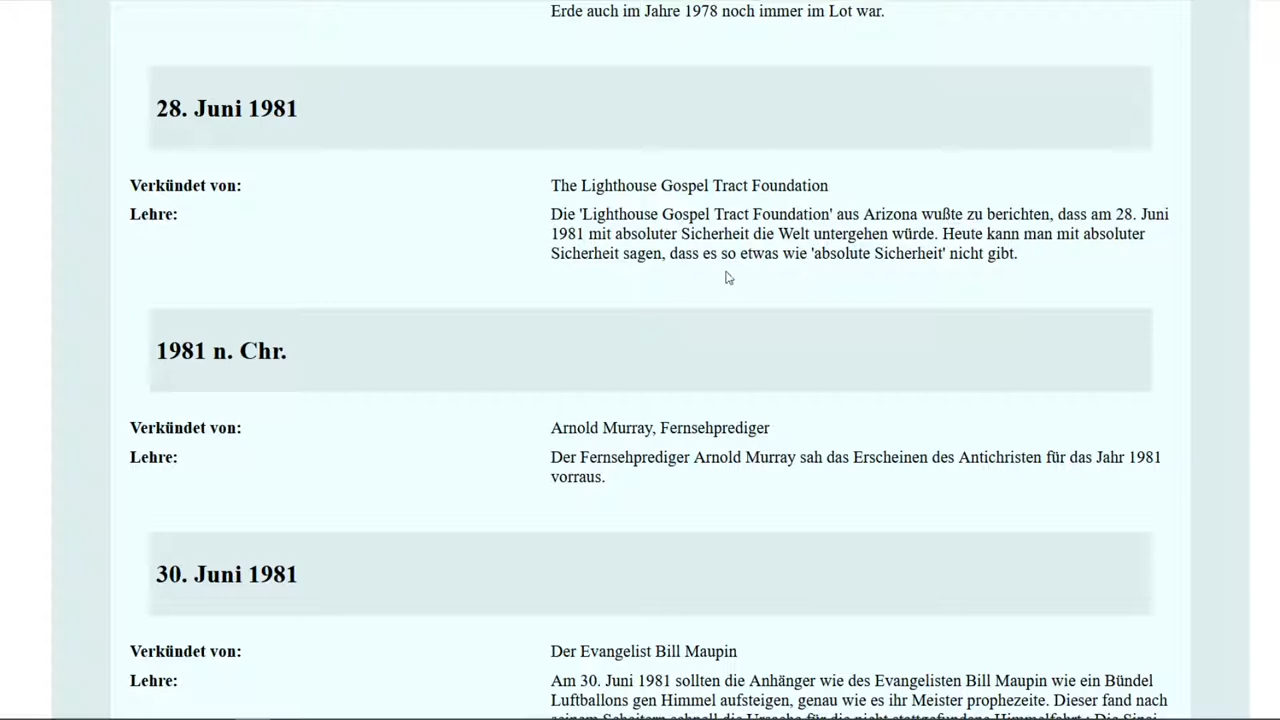 Erde auch im Jahre 1978 noch immer im Lot war.
28. Juni 1981
Verkündet von:
The Lighthouse Gospel Tract Foundation
Lehre:
Die 'Lighthouse Gospel Tract Foundation' aus Arizona wußte zu berichten, dass am 28. Juni
1981 mit absoluter Sicherheit die Welt untergehen würde. Heute kann man mit absoluter
Sicherheit sagen, dass es so etwas wie 'absolute Sicherheit' nicht gibt.
1981 n. Chr.
Verkündet von:
Arnold Murray, Fernsehprediger
Lehre:
Der Fernsehprediger Arnold Murray sah das Erscheinen des Antichristen für das Jahr 1981
vorraus.
30. Juni 1981
Verkündet von:
Der Evangelist Bill Maupin
Lehre:
Am 30. Juni 1981 sollten die Anhänger wie des Evangelisten Bill Maupin wie ein Bündel
Luftballons gen Himmel aufsteigen, genau wie es ihr Meister prophezeite. Dieser fand nach